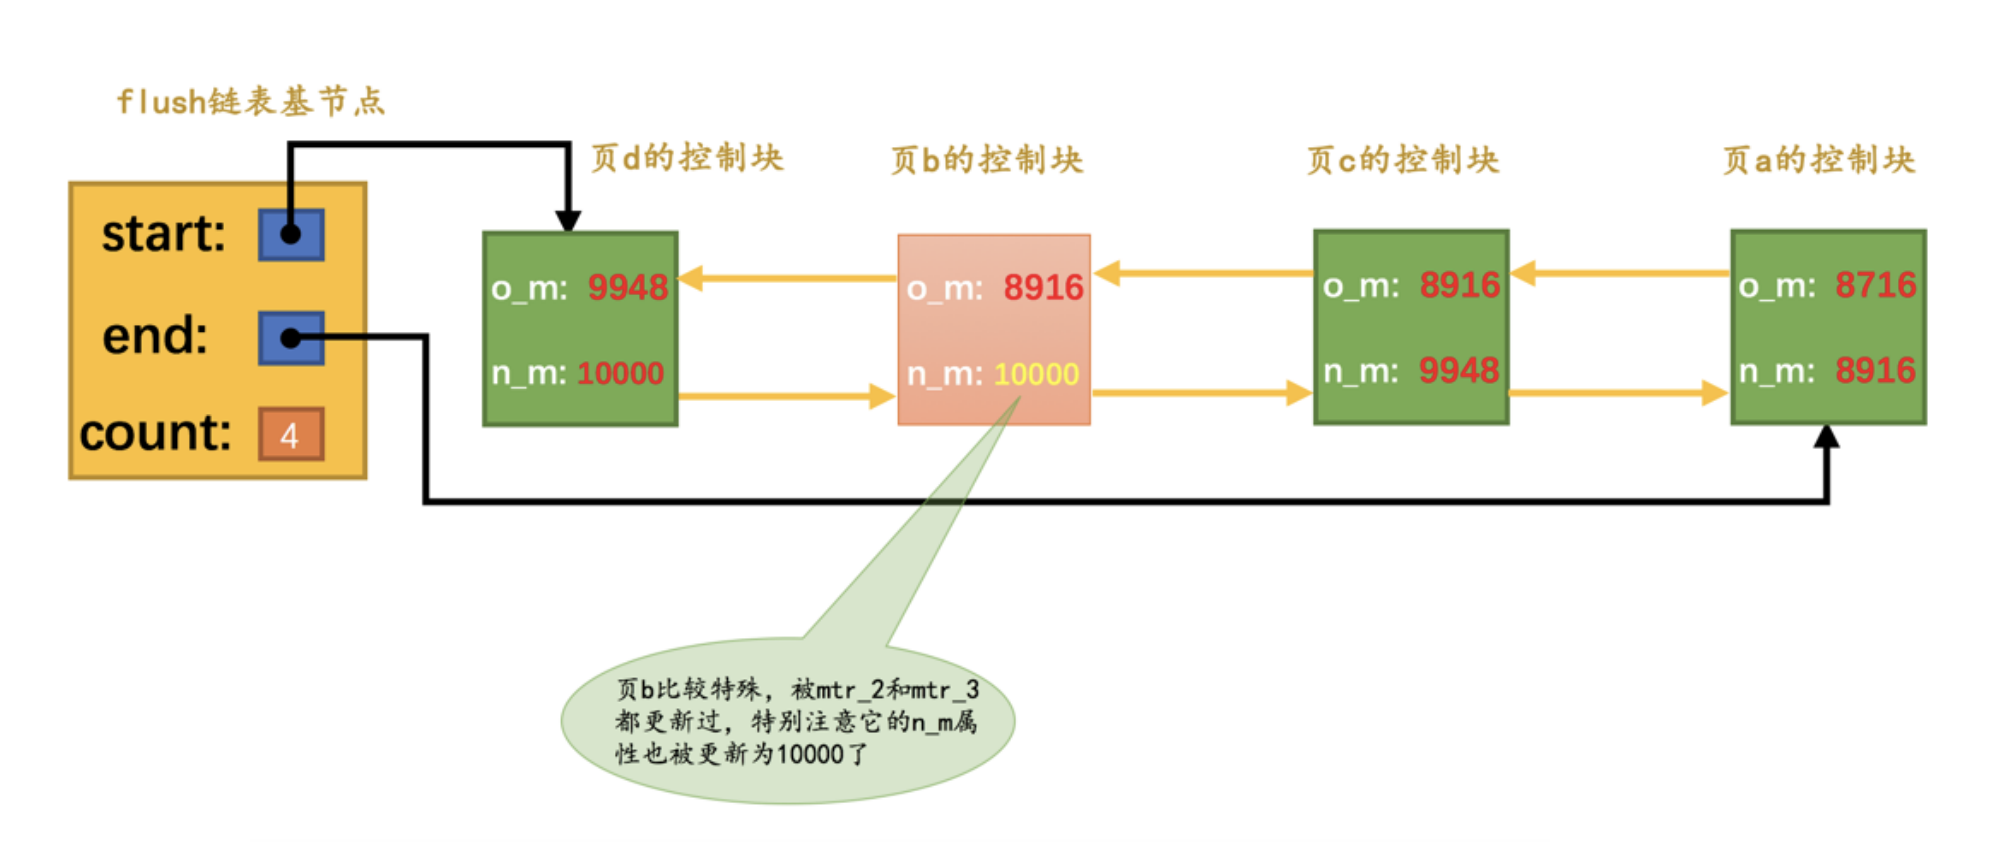 flush链表基节点
start:
end:
count: 4
页d的控制块
o_m: 9948
n_m: 10000
页b的控制块
o_m: 8916
n_m: 10000
页c的控制块
o_m: 8916
n_m: 9948
页a的控制块
o_m: 8716
n_m: 8916
页b比较特殊，被mtr_2和mtr_3
都更新过，特别注意它的n_m属
性也被更新为10000了